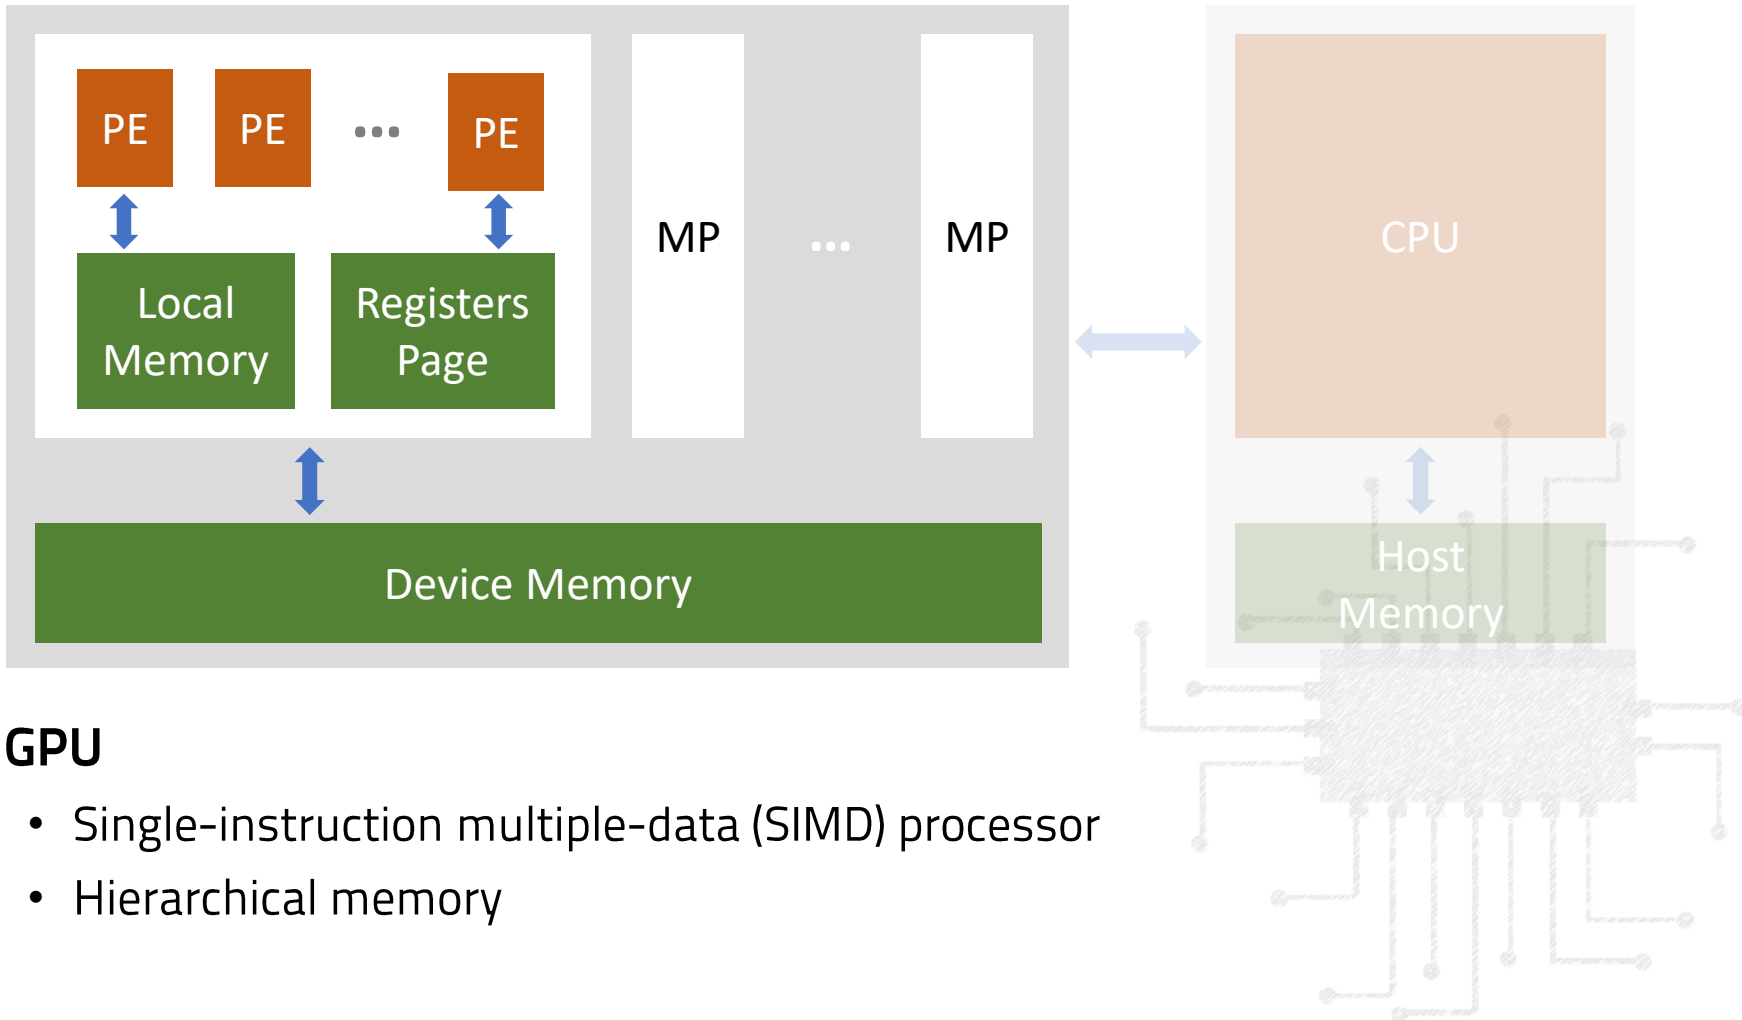 PE
PE
...
PE
Local
Memory
Registers
Page
MP
...
MP
Device Memory
CPU
Host
Memory
GPU
• Single-instruction multiple-data (SIMD) processor
• Hierarchical memory